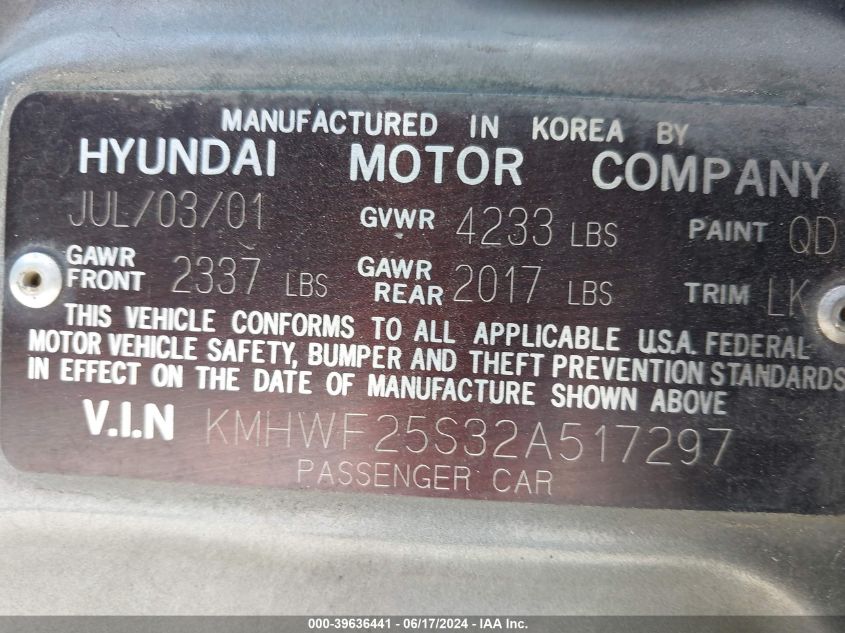 MANUFACTURED IN KOREA BY
HYUNDAI MOTOR COMPANY
JUL/03/01 GVWR 4233 LBS PAINT QD
GAWR FRONT 2337 LBS GAWR REAR 2017 LBS TRIM LK
THIS VEHICLE CONFORMS TO ALL APPLICABLE U.S.A. FEDERAL
MOTOR VEHICLE SAFETY, BUMPER AND THEFT PREVENTION STANDARDS
IN EFFECT ON THE DATE OF MANUFACTURE SHOWN ABOVE
V.I.N KMHWF25S32A517297
PASSENGER CAR
000-39636441 - 06/17/2024 - IAA Inc.